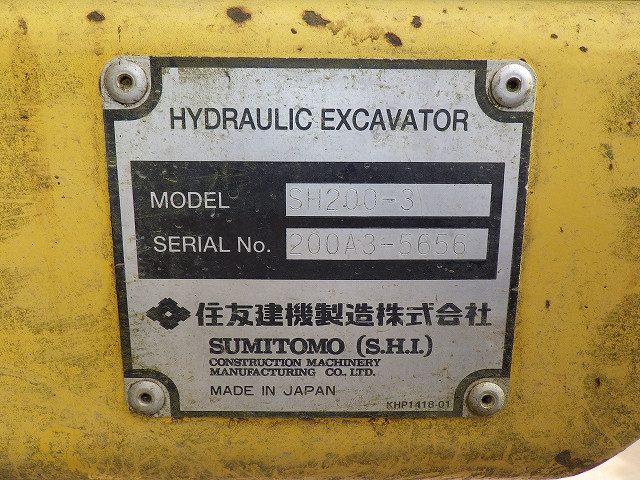 HYDRAULIC EXCAVATOR
MODEL SH200-3
SERIAL No. 200A3-5656
住友建機製造株式会社
SUMITOMO (S.H.I.)
CONSTRUCTION MACHINERY
MANUFACTURING CO., LTD.
MADE IN JAPAN
KHP1418-01